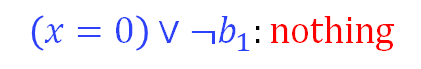 (x = 0) ∨ ¬b₁: nothing